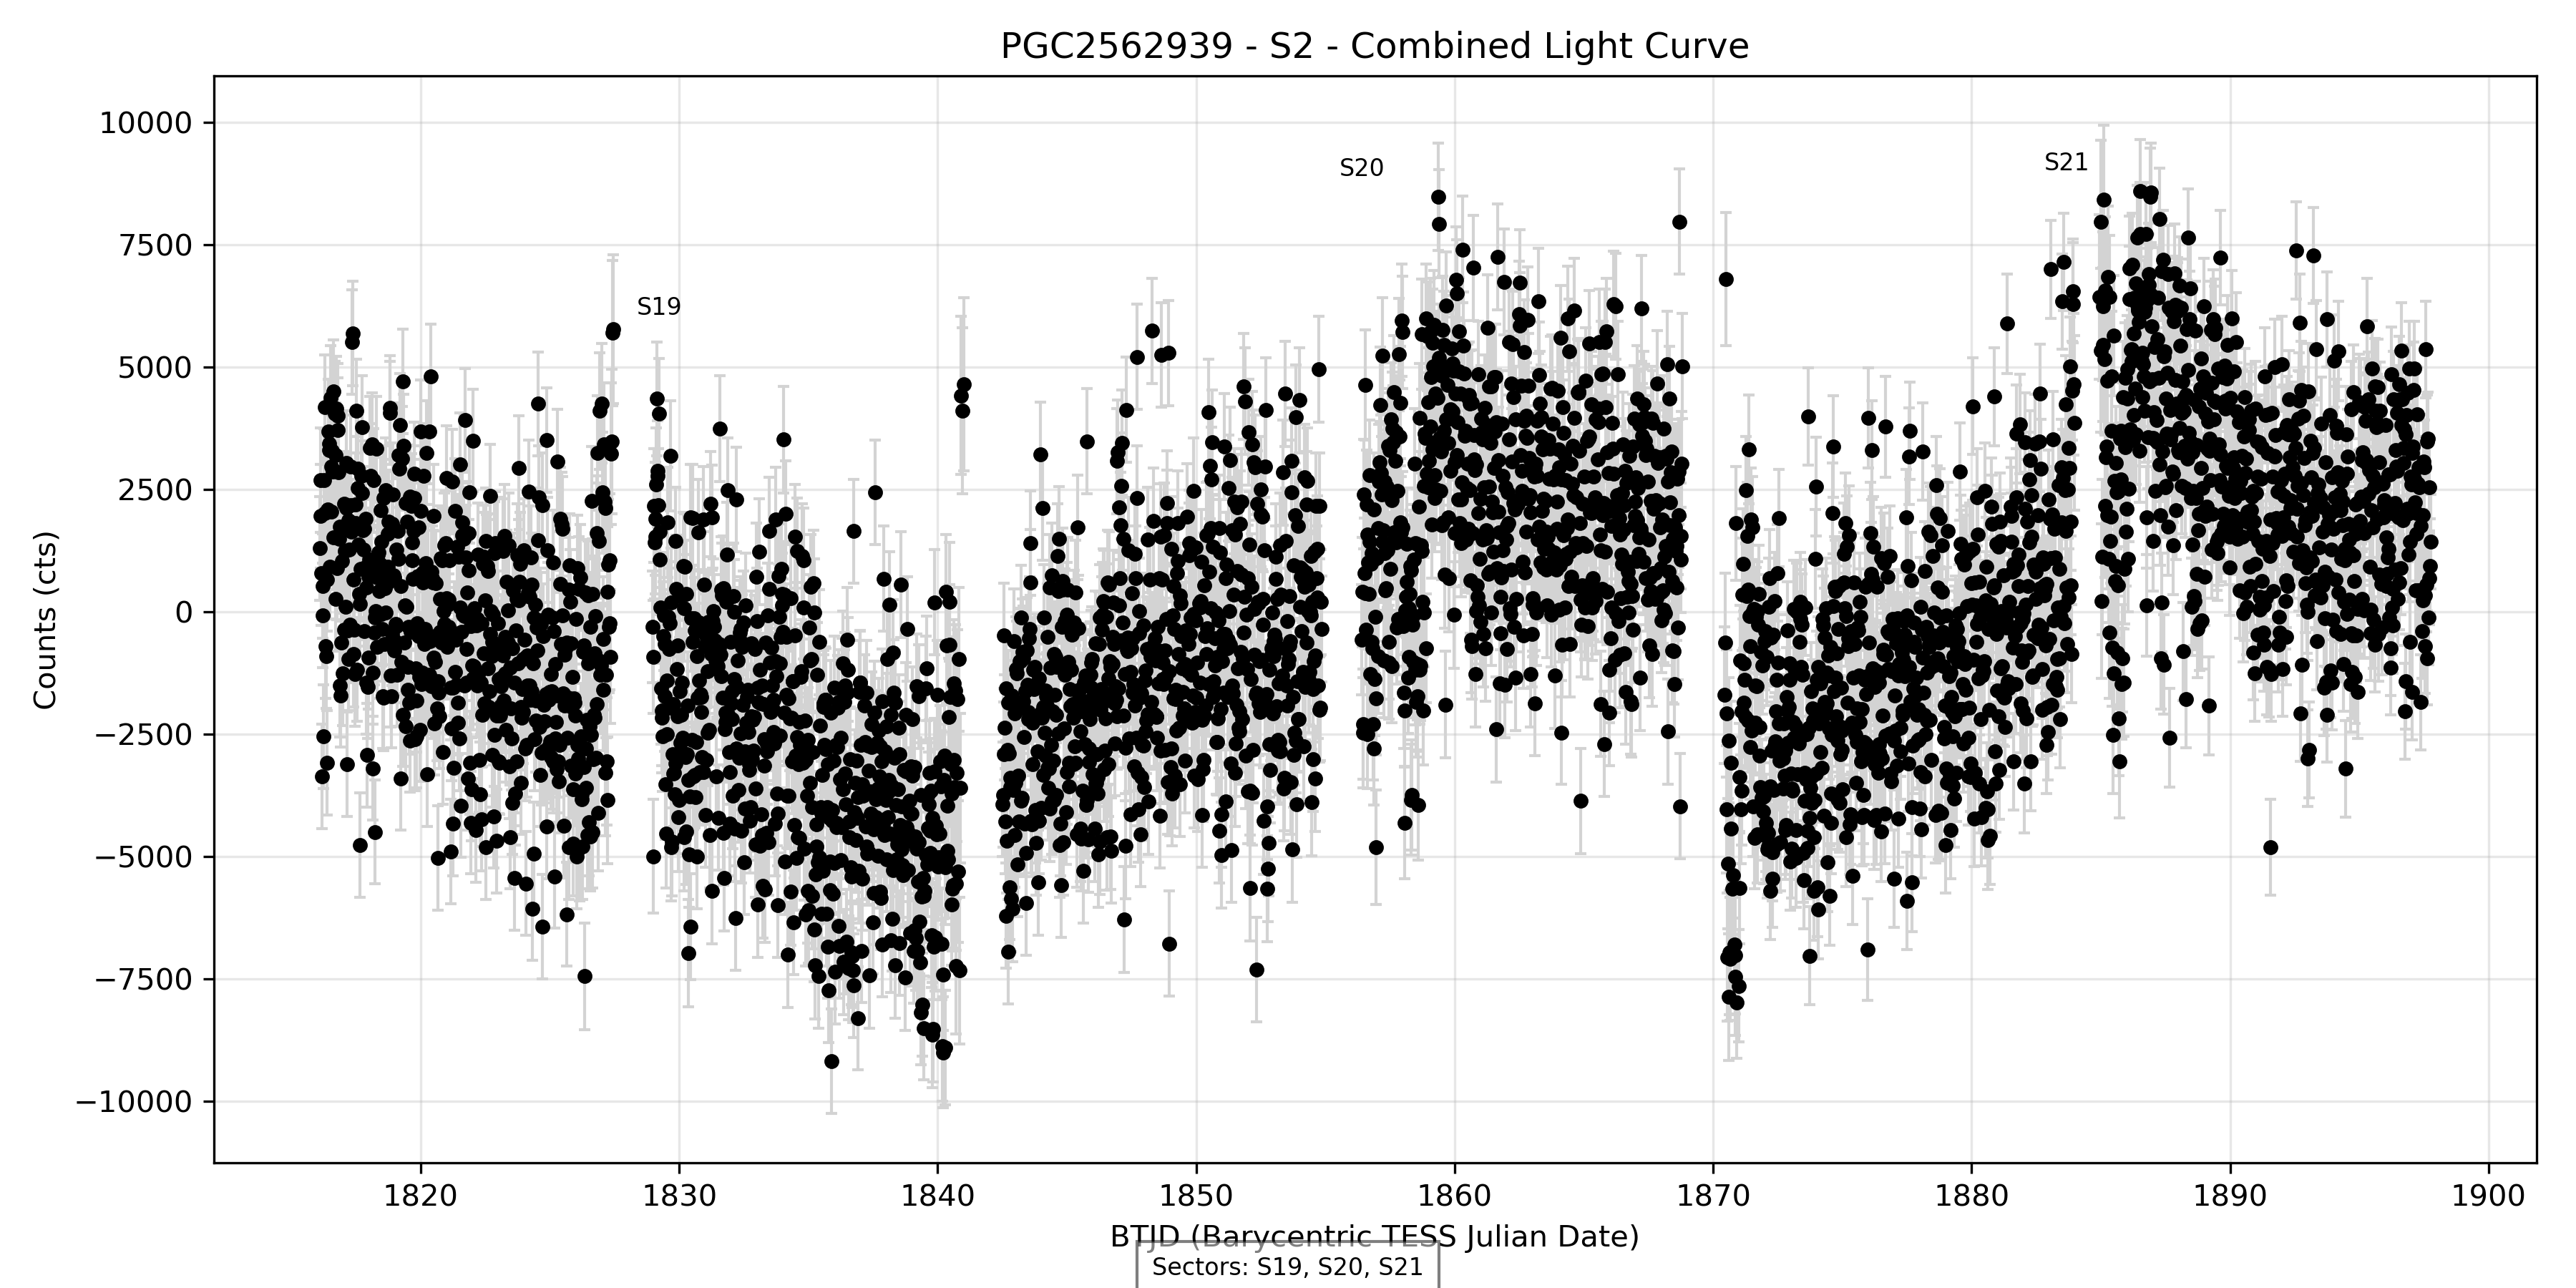 PGC2562939 - S2 - Combined Light Curve
10000
7500
5000
2500
0
−2500
−5000
−7500
−10000
Counts (cts)
S19
S20
S21
1820
1830
1840
1850
1860
1870
1880
1890
1900
BTJD (Barycentric TESS Julian Date)
Sectors: S19, S20, S21